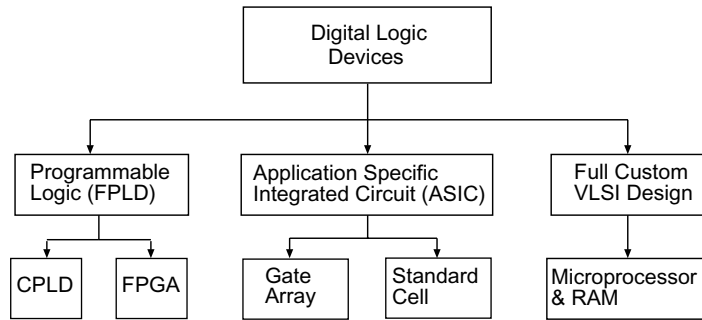 Digital Logic
Devices
Programmable
Logic (FPLD)
Application Specific
Integrated Circuit (ASIC)
Full Custom
VLSI Design
CPLD
FPGA
Gate
Array
Standard
Cell
Microprocessor
& RAM